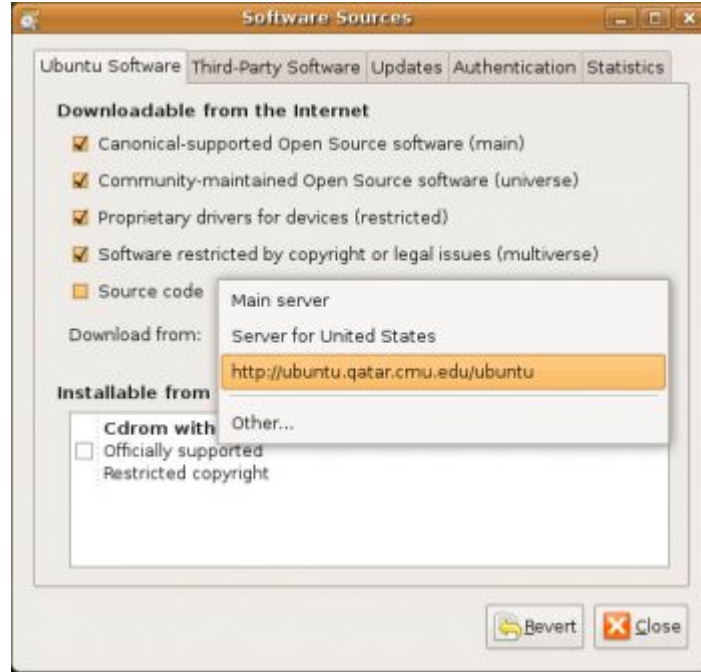 Software Sources
Ubuntu Software Third-Party Software Updates Authentication Statistics
Downloadable from the Internet
Canonical-supported Open Source software (main)
Community-maintained Open Source software (universe)
Proprietary drivers for devices (restricted)
Software restricted by copyright or legal issues (multiverse)
Source code
Main server
Download from:
Server for United States
http://ubuntu.qatar.cmu.edu/ubuntu
Other...
Installable from
Cdrom with
Officially supported
Restricted copyright
Revert Close